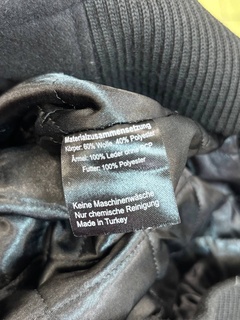 Materialzusammensetzung
Körper: 60% Wolle, 40% Polyester
Ärmel: 100% Leder
Futter: 100% Polyester
Keine Maschinenwäsche
Nur chemische Reinigung
Made in Turkey